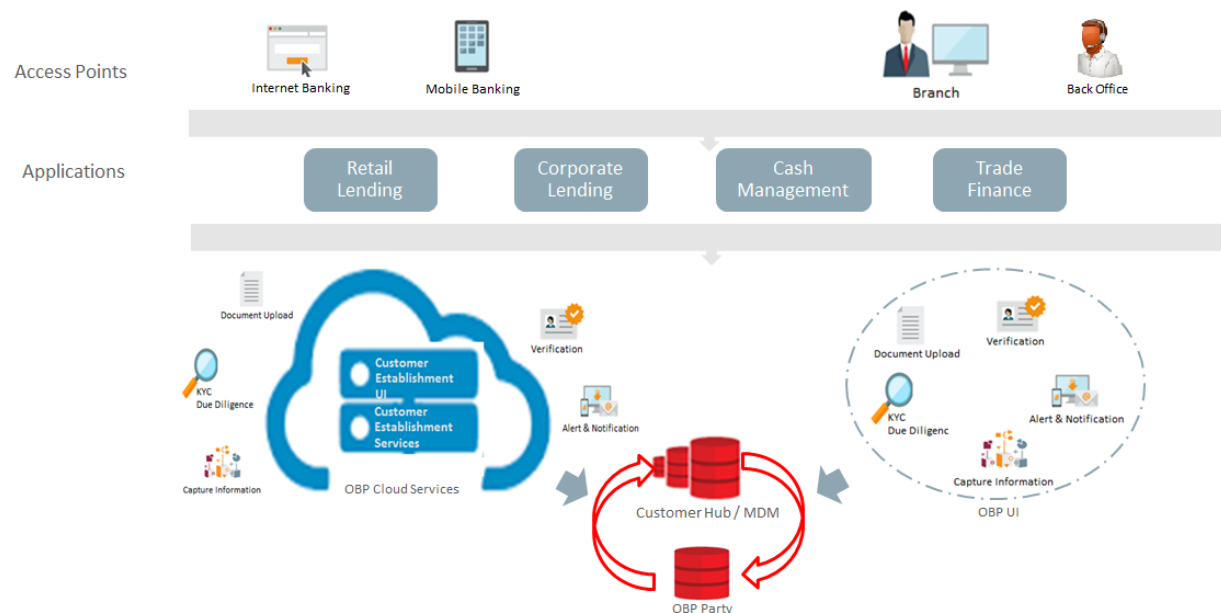 Access Points
Internet Banking
Mobile Banking
Branch
Back Office
Applications
Retail
Lending
Corporate
Lending
Cash
Management
Trade
Finance
Document Upload
Verification
KYC
Due Diligence
Customer
Establishment
UI
Customer
Establishment
Services
Alert & Notification
Capture Information
OBP Cloud Services
Customer Hub / MDM
OBP Party
Document Upload
Verification
KYC
Due Diligenc
Alert & Notification
Capture Information
OBP UI